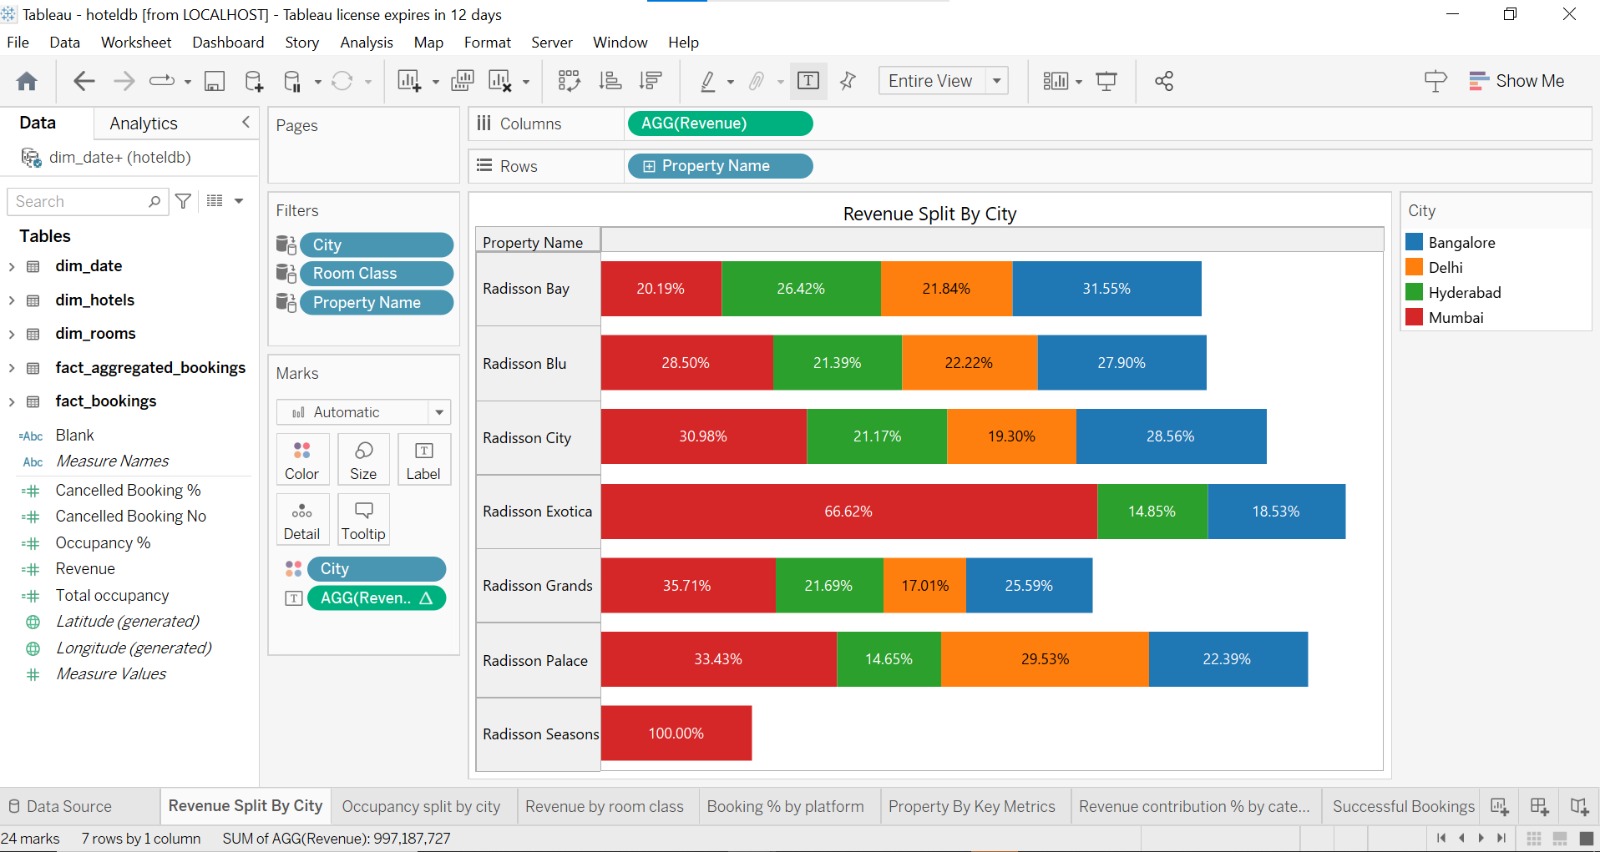 Tableau - hoteldb [from LOCALHOST] - Tableau license expires in 12 days
File Data Worksheet Dashboard Story Analysis Map Format Server Window Help
Entire View
Show Me
Data Analytics
dim_date+ (hoteldb)
Search
Tables
dim_date
dim_hotels
dim_rooms
fact_aggregated_bookings
fact_bookings
=Abc Blank
Abc Measure Names
=# Cancelled Booking %
=# Cancelled Booking No
=# Occupancy %
=# Revenue
=# Total occupancy
Latitude (generated)
Longitude (generated)
# Measure Values
Pages
Filters
City
Room Class
Property Name
Marks
Automatic
Color Size Label
Detail Tooltip
City
AGG(Reven..
Columns AGG(Revenue)
Rows Property Name
Revenue Split By City
Property Name
Radisson Bay 20.19% 26.42% 21.84% 31.55%
Radisson Blu 28.50% 21.39% 22.22% 27.90%
Radisson City 30.98% 21.17% 19.30% 28.56%
Radisson Exotica 66.62% 14.85% 18.53%
Radisson Grands 35.71% 21.69% 17.01% 25.59%
Radisson Palace 33.43% 14.65% 29.53% 22.39%
Radisson Seasons 100.00%
City
Bangalore
Delhi
Hyderabad
Mumbai
Data Source Revenue Split By City Occupancy split by city Revenue by room class Booking % by platform Property By Key Metrics Revenue contribution % by cate... Successful Bookings
24 marks 7 rows by 1 column SUM of AGG(Revenue): 997,187,727